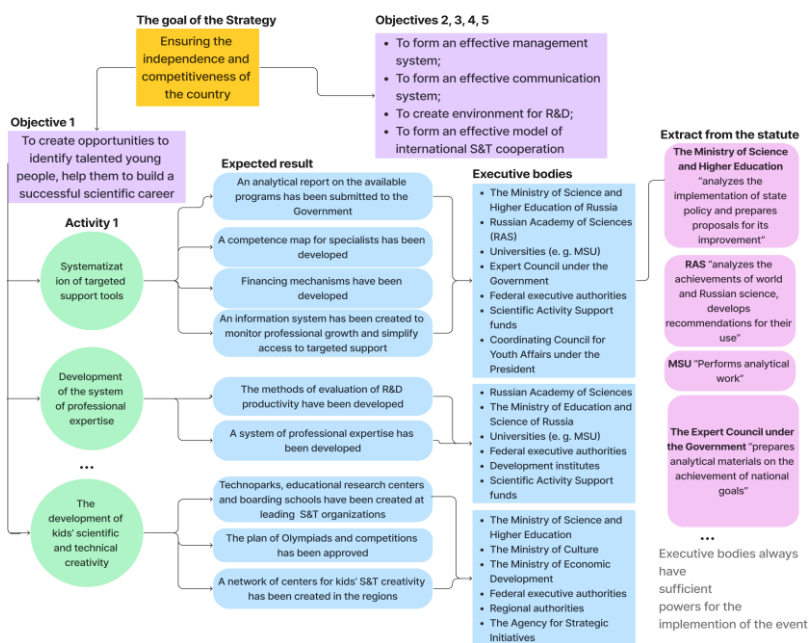 The goal of the Strategy
Ensuring the
independence and
competitiveness of
the country
Objectives 2, 3, 4, 5
• To form an effective management
system;
• To form an effective communication
system;
• To create environment for R&D;
• To form an effective model of
international S&T cooperation
Objective 1
To create opportunities to
identify talented young
people, help them to build a
successful scientific career
Activity 1
Systematizat
ion of targeted
support tools
Development
of the system
of professional
expertise
...
The
development of
kids' scientific
and technical
creativity
Expected result
An analytical report on the available
programs has been submitted to the
Government
A competence map for specialists has been
developed
Financing mechanisms have been
developed
An information system has been created to
monitor professional growth and simplify
access to targeted support
The methods of evaluation of R&D
productivity have been developed
A system of professional expertise has
been developed
Technoparks, educational research centers
and boarding schools have been created at
leading S&T organizations
The plan of Olympiads and competitions
has been approved
A network of centers for kids' S&T creativity
has been created in the regions
Executive bodies
• The Ministry of Science and
Higher Education of Russia
• Russian Academy of Sciences
(RAS)
• Universities (e. g. MSU)
• Expert Council under the
Government
• Federal executive authorities
• Scientific Activity Support
funds
• Coordinating Council for
Youth Affairs under the
President
• Russian Academy of Sciences
• The Ministry of Education and
Science of Russia
• Universities (e. g. MSU)
• Federal executive authorities
• Development institutes
• Scientific Activity Support
funds
• The Ministry of Science and
Higher Education
• The Ministry of Culture
• The Ministry of Economic
Development
• Federal executive authorities
• Regional authorities
• The Agency for Strategic
Initiatives
Extract from the statute
The Ministry of Science
and Higher Education
"analyzes the
implementation of state
policy and prepares
proposals for its
improvement"
RAS "analyzes the
achievements of world
and Russian science,
develops
recommendations for their
use"
MSU "Performs analytical
work"
The Expert Council under
the Government "prepares
analytical materials on the
achievement of national
goals"
...
Executive bodies always
have
sufficient
powers for the
implemention of the event